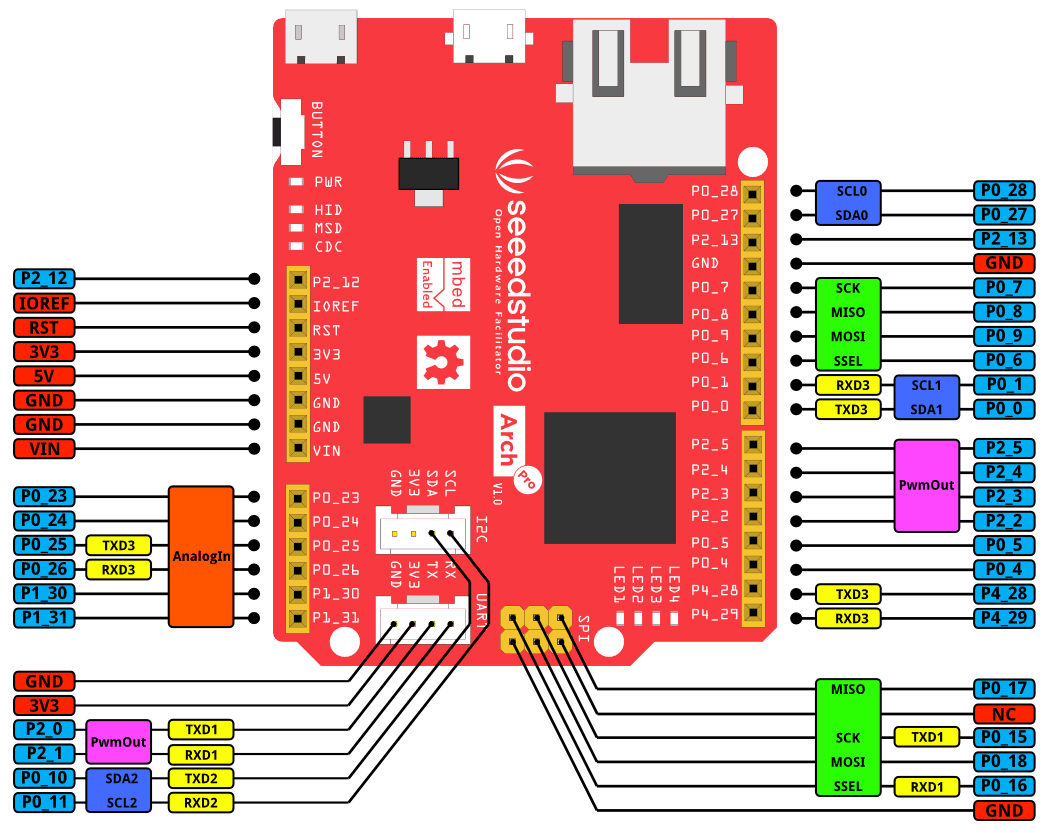 BUTTON
PWR
HID
MSD
CDC
P2_12
IOREF
RST
3V3
5V
GND
GND
VIN
P2_12
IOREF
RST
3V3
5V
GND
GND
VIN
P0_23
P0_24
P0_25 TXD3
P0_26 RXD3
P1_30
P1_31
AnalogIn
P0_23
P0_24
P0_25
P0_26
P1_30
P1_31
GND
3V3
P2_0 TXD1
P2_1 RXD1
PwmOut
P0_10 SDA2 TXD2
P0_11 SCL2 RXD2
seeedstudio
Open Hardware Facilitator
mbed
Enabled
Arch
Pro
V1.0
GND 3V3 SDA SCL
I2C
GND 3V3 TX RX
UART
SPI
LED1 LED2 LED3 LED4
P0_28
P0_27
P2_13
GND
P0_7
P0_8
P0_9
P0_6
P0_1
P0_0
P2_5
P2_4
P2_3
P2_2
P0_5
P0_4
P4_28
P4_29
SCL0 P0_28
SDA0 P0_27
P2_13
GND
SCK P0_7
MISO P0_8
MOSI P0_9
SSEL P0_6
RXD3 SCL1 P0_1
TXD3 SDA1 P0_0
PwmOut
P2_5
P2_4
P2_3
P2_2
P0_5
P0_4
TXD3 P4_28
RXD3 P4_29
MISO P0_17
NC
SCK TXD1 P0_15
MOSI P0_18
SSEL RXD1 P0_16
GND